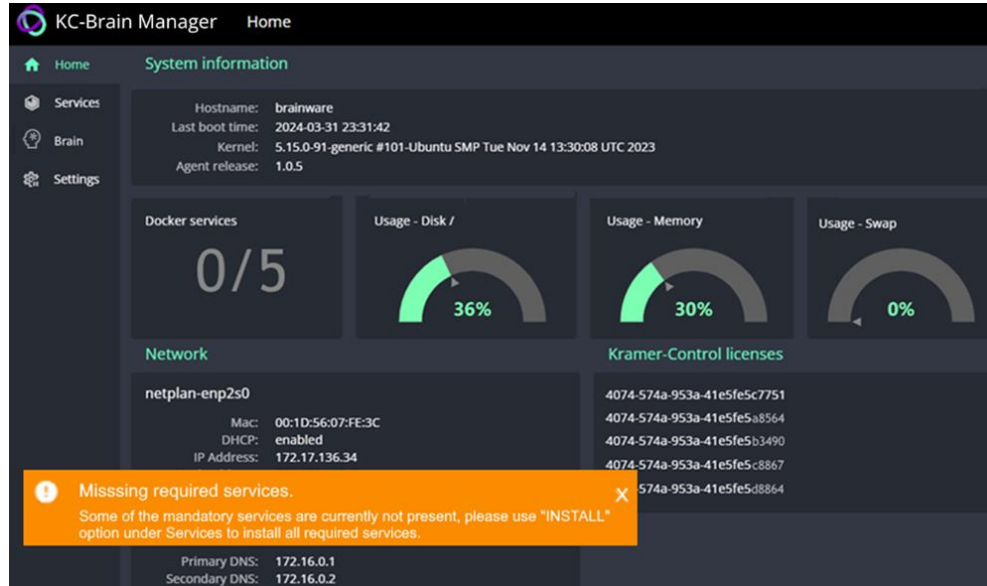 KC-Brain Manager Home
Home
Services
Brain
Settings
System information
Hostname: brainware
Last boot time: 2024-03-31 23:31:42
Kernel: 5.15.0-91-generic #101-Ubuntu SMP Tue Nov 14 13:30:08 UTC 2023
Agent release: 1.0.5
Docker services
0/5
Usage - Disk /
36%
Usage - Memory
30%
Usage - Swap
0%
Network
netplan-enp2s0
Mac: 00:1D:56:07:FE:3C
DHCP: enabled
IP Address: 172.17.136.34
Primary DNS: 172.16.0.1
Secondary DNS: 172.16.0.2
Kramer-Control licenses
4074-574a-953a-41e5fe5c7751
4074-574a-953a-41e5fe5a8564
4074-574a-953a-41e5fe5b3490
4074-574a-953a-41e5fe5c8867
574a-953a-41e5fe5d8864
Misssing required services.
X
Some of the mandatory services are currently not present, please use "INSTALL"
option under Services to install all required services.